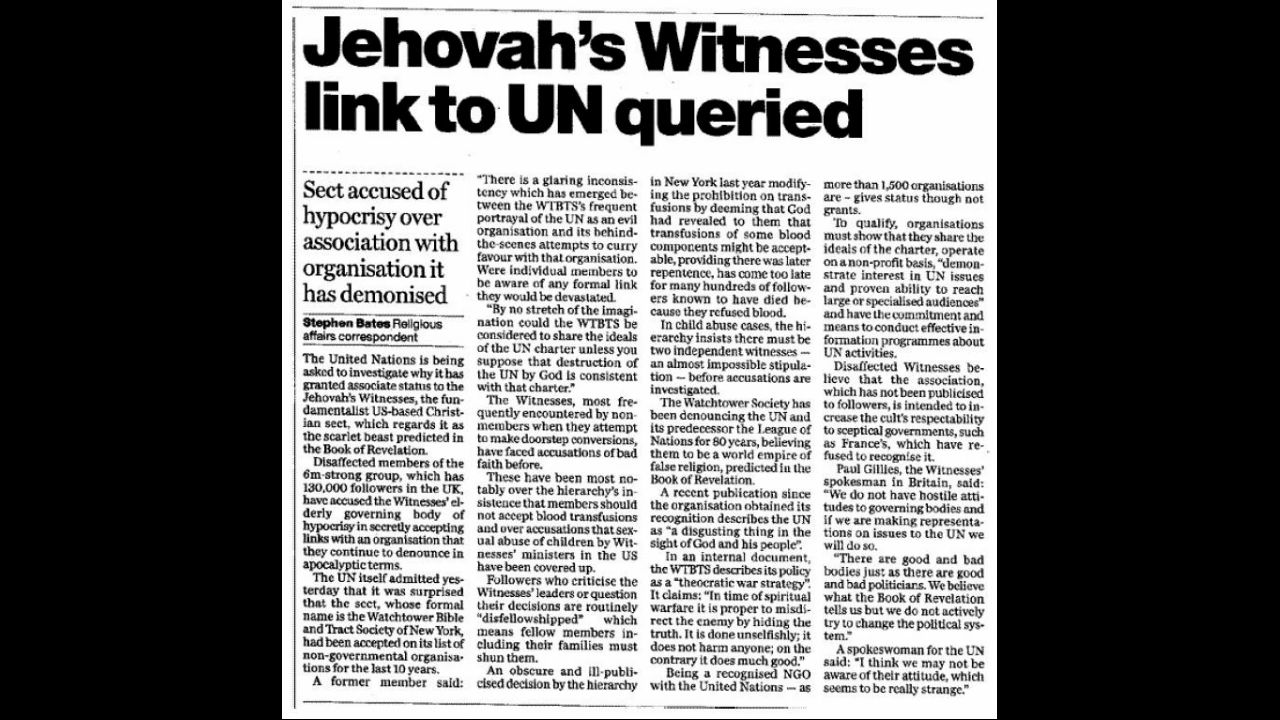 Jehovah's Witnesses
link to UN queried
Sect accused of
hypocrisy over
association with
organisation it
has demonised
Stephen Bates Religious
affairs correspondent
The United Nations is being
asked to investigate why it has
granted associate status to the
Jehovah's Witnesses, the fun-
damentalist US-based Christ-
ian sect, which regards it as
the scarlet beast predicted in
the Book of Revelation.
Disaffected members of the
6m-strong group, which has
130,000 followers in the UK,
have accused the Witnesses' el-
derly governing body of
hypocrisy in secretly accepting
links with an organisation that
they continue to denounce in
apocalyptic terms.
The UN itself admitted yes-
terday that it was surprised
that the sect, whose formal
name is the Watchtower Bible
and Tract Society of New York,
had been accepted on its list of
non-governmental organisa-
tions for the last 10 years.
A former member said:
"There is a glaring inconsis-
tency which has emerged be-
tween the WTBTS's frequent
portrayal of the UN as an evil
organisation and its behind-
the-scenes attempts to curry
favour with that organisation.
Were individual members to
be aware of any formal link
they would be devastated.
"By no stretch of the imagi-
nation could the WTBTS be
considered to share the ideals
of the UN charter unless you
suppose that destruction of
the UN by God is consistent
with that charter."
The Witnesses, most fre-
quently encountered by non-
members when they attempt
to make doorstep conversions,
have faced accusations of bad
faith before.
These have been most no-
tably over the hierarchy's in-
sistence that members should
not accept blood transfusions
and over accusations that sex-
ual abuse of children by Wit-
nesses' ministers in the US
have been covered up.
Followers who criticise the
Witnesses' leaders or question
their decisions are routinely
"disfellowshipped" which
means fellow members in-
cluding their families must
shun them.
An obscure and ill-publi-
cised decision by the hierarchy
in New York last year modify-
ing the prohibition on trans-
fusions by deeming that God
had revealed to them that
transfusions of some blood
components might be accept-
able, providing there was later
repentence, has come too late
for many hundreds of follow-
ers known to have died be-
cause they refused blood.
In child abuse cases, the hi-
erarchy insists there must be
two independent witnesses —
an almost impossible stipula-
tion — before accusations are
investigated.
The Watchtower Society has
been denouncing the UN and
its predecessor the League of
Nations for 80 years, believing
them to be a world empire of
false religion, predicted in the
Book of Revelation.
A recent publication since
the organisation obtained its
recognition describes the UN
as "a disgusting thing in the
sight of God and his people".
In an internal document,
the WTBTS describes its policy
as a "theocratic war strategy".
It claims: "In time of spiritual
warfare it is proper to misdi-
rect the enemy by hiding the
truth. It is done unselfishly; it
does not harm anyone; on the
contrary it does much good."
Being a recognised NGO
with the United Nations — as
more than 1,500 organisations
are – gives status though not
grants.
To qualify, organisations
must show that they share the
ideals of the charter, operate
on a non-profit basis, "demon-
strate interest in UN issues
and proven ability to reach
large or specialised audiences"
and have the commitment and
means to conduct effective in-
formation programmes about
UN activities.
Disaffected Witnesses be-
lieve that the association,
which has not been publicised
to followers, is intended to in-
crease the cult's respectability
to sceptical governments, such
as France's, which have re-
fused to recognise it.
Paul Gillies, the Witnesses'
spokesman in Britain, said:
"We do not have hostile atti-
tudes to governing bodies and
if we are making representa-
tions on issues to the UN we
will do so.
"There are good and bad
bodies just as there are good
and bad politicians. We believe
what the Book of Revelation
tells us but we do not actively
try to change the political sys-
tem."
A spokeswoman for the UN
said: "I think we may not be
aware of their attitude, which
seems to be really strange."